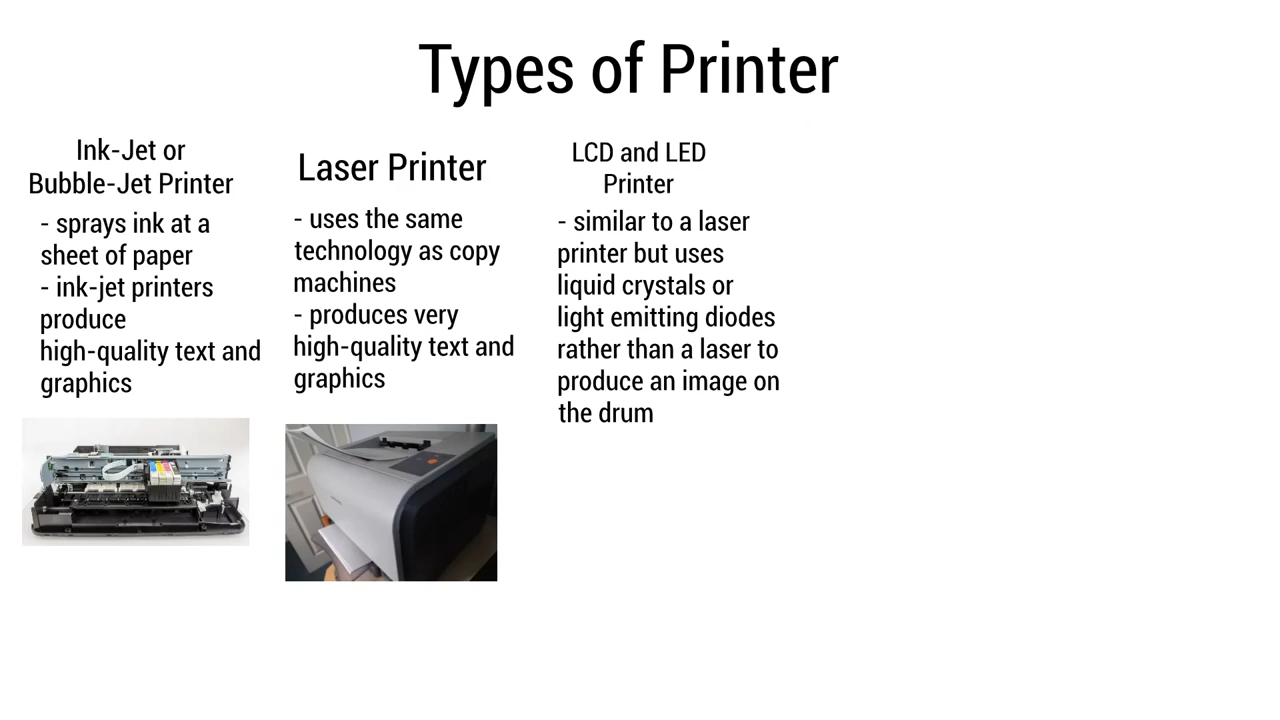 Types of Printer
Ink-Jet or
Bubble-Jet Printer
- sprays ink at a
sheet of paper
- ink-jet printers
produce
high-quality text and
graphics
Laser Printer
- uses the same
technology as copy
machines
- produces very
high-quality text and
graphics
LCD and LED
Printer
- similar to a laser
printer but uses
liquid crystals or
light emitting diodes
rather than a laser to
produce an image on
the drum